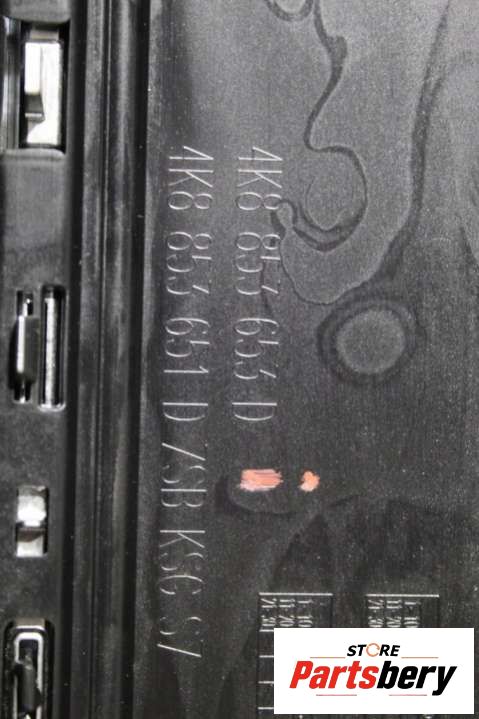 4K8 853 653 D
4K8 853 651 D ZSB KSG S7
STORE
Partsbery